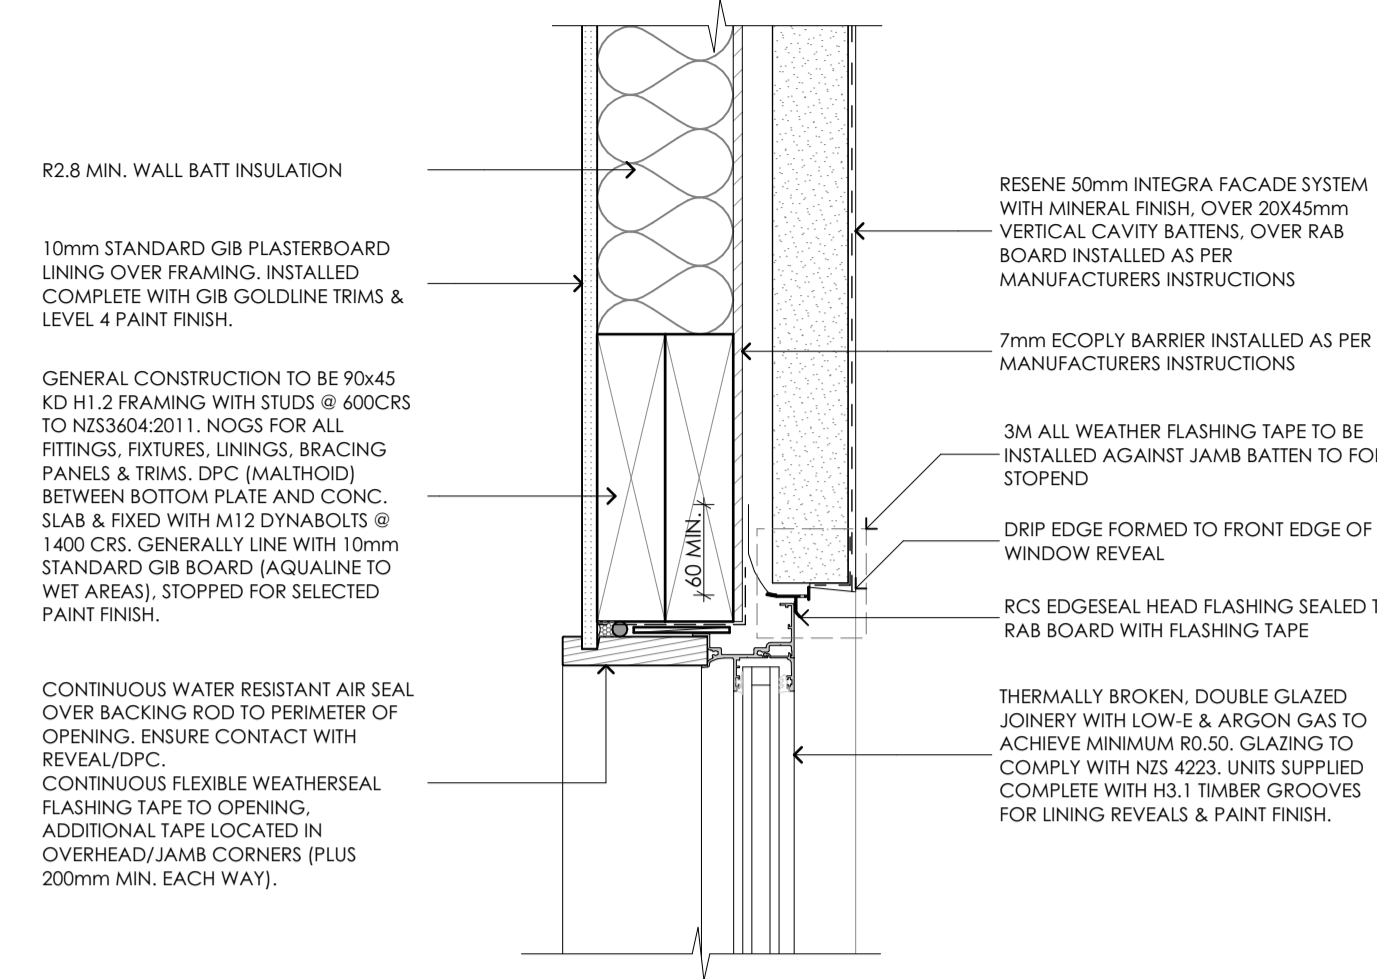 R2.8 MIN. WALL BATT INSULATION
10mm STANDARD GIB PLASTERBOARD
LINING OVER FRAMING. INSTALLED
COMPLETE WITH GIB GOLDLINE TRIMS &
LEVEL 4 PAINT FINISH.
GENERAL CONSTRUCTION TO BE 90x45
KD H1.2 FRAMING WITH STUDS @ 600CRS
TO NZS3604:2011. NOGS FOR ALL
FITTINGS, FIXTURES, LININGS, BRACING
PANELS & TRIMS. DPC (MALTHOID)
BETWEEN BOTTOM PLATE AND CONC.
SLAB & FIXED WITH M12 DYNABOLTS @
1400 CRS. GENERALLY LINE WITH 10mm
STANDARD GIB BOARD (AQUALINE TO
WET AREAS), STOPPED FOR SELECTED
PAINT FINISH.
CONTINUOUS WATER RESISTANT AIR SEAL
OVER BACKING ROD TO PERIMETER OF
OPENING. ENSURE CONTACT WITH
REVEAL/DPC.
CONTINUOUS FLEXIBLE WEATHERSEAL
FLASHING TAPE TO OPENING,
ADDITIONAL TAPE LOCATED IN
OVERHEAD/JAMB CORNERS (PLUS
200mm MIN. EACH WAY).
60 MIN.
RESENE 50mm INTEGRA FACADE SYSTEM
WITH MINERAL FINISH, OVER 20X45mm
VERTICAL CAVITY BATTENS, OVER RAB
BOARD INSTALLED AS PER
MANUFACTURERS INSTRUCTIONS
7mm ECOPLY BARRIER INSTALLED AS PER
MANUFACTURERS INSTRUCTIONS
3M ALL WEATHER FLASHING TAPE TO BE
INSTALLED AGAINST JAMB BATTEN TO
STOPEND
DRIP EDGE FORMED TO FRONT EDGE OF
WINDOW REVEAL
RCS EDGESEAL HEAD FLASHING SEALED
RAB BOARD WITH FLASHING TAPE
THERMALLY BROKEN, DOUBLE GLAZED
JOINERY WITH LOW-E & ARGON GAS TO
ACHIEVE MINIMUM R0.50. GLAZING TO
COMPLY WITH NZS 4223. UNITS SUPPLIED
COMPLETE WITH H3.1 TIMBER GROOVES
FOR LINING REVEALS & PAINT FINISH.